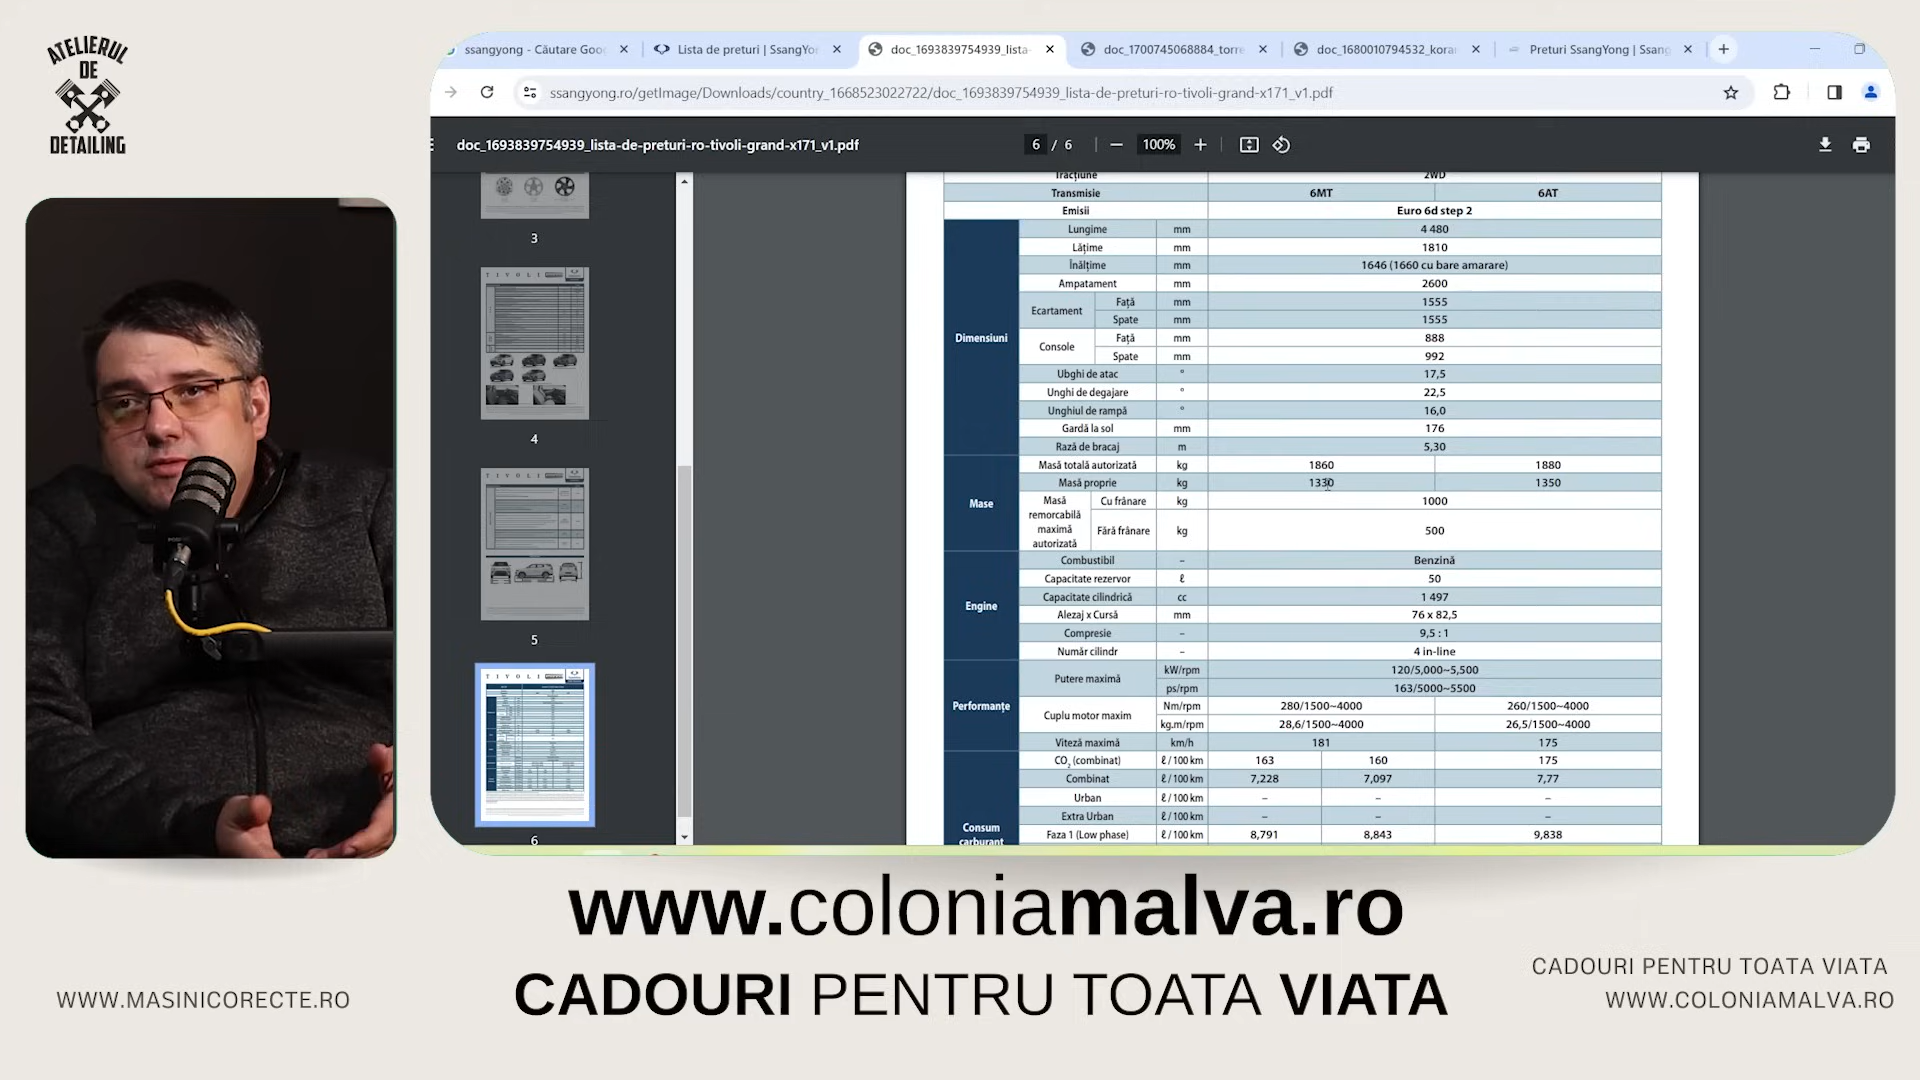 ATELIERUL
DE
DETAILING
ssangyong - Căutare Goo
Lista de preturi | SsangYo
doc_1693839754939_lista-
doc_1700745068884_torre
doc_1680010794532_kora
Preturi SsangYong | Ssang
ssangyong.ro/getImage/Downloads/country_1668523022722/doc_1693839754939_lista-de-preturi-ro-tivoli-grand-x171_v1.pdf
doc_1693839754939_lista-de-preturi-ro-tivoli-grand-x171_v1.pdf
6 / 6
100%
3
TIVOLI
4
TIVOLI
5
TIVOLI
6
Tracțiune 2WD
Transmisie 6MT 6AT
Emisii Euro 6d step 2
Dimensiuni
Lungime mm 4 480
Lățime mm 1810
Înălțime mm 1646 (1660 cu bare amarare)
Ampatament mm 2600
Ecartament
Față mm 1555
Spate mm 1555
Console
Față mm 888
Spate mm 992
Ubghi de atac ° 17,5
Unghi de degajare ° 22,5
Unghiul de rampă ° 16,0
Gardă la sol mm 176
Rază de bracaj m 5,30
Mase
Masă totală autorizată kg 1860 1880
Masă proprie kg 1330 1350
Masă remorcabilă maximă autorizată
Cu frânare kg 1000
Fără frânare kg 500
Engine
Combustibil – Benzină
Capacitate rezervor ℓ 50
Capacitate cilindrică cc 1 497
Alezaj x Cursă mm 76 x 82,5
Compresie – 9,5 : 1
Număr cilindr – 4 in-line
Performanțe
Putere maximă
kW/rpm 120/5,000~5,500
ps/rpm 163/5000~5500
Cuplu motor maxim
Nm/rpm 280/1500~4000 260/1500~4000
kg.m/rpm 28,6/1500~4000 26,5/1500~4000
Viteză maximă km/h 181 175
Consum carburant
CO₂ (combinat) ℓ / 100 km 163 160 175
Combinat ℓ / 100 km 7,228 7,097 7,77
Urban ℓ / 100 km – – –
Extra Urban ℓ / 100 km – – –
Faza 1 (Low phase) ℓ / 100 km 8,791 8,843 9,838
www.coloniamalva.ro
CADOURI PENTRU TOATA VIATA
WWW.MASINICORECTE.RO
CADOURI PENTRU TOATA VIATA
WWW.COLONIAMALVA.RO